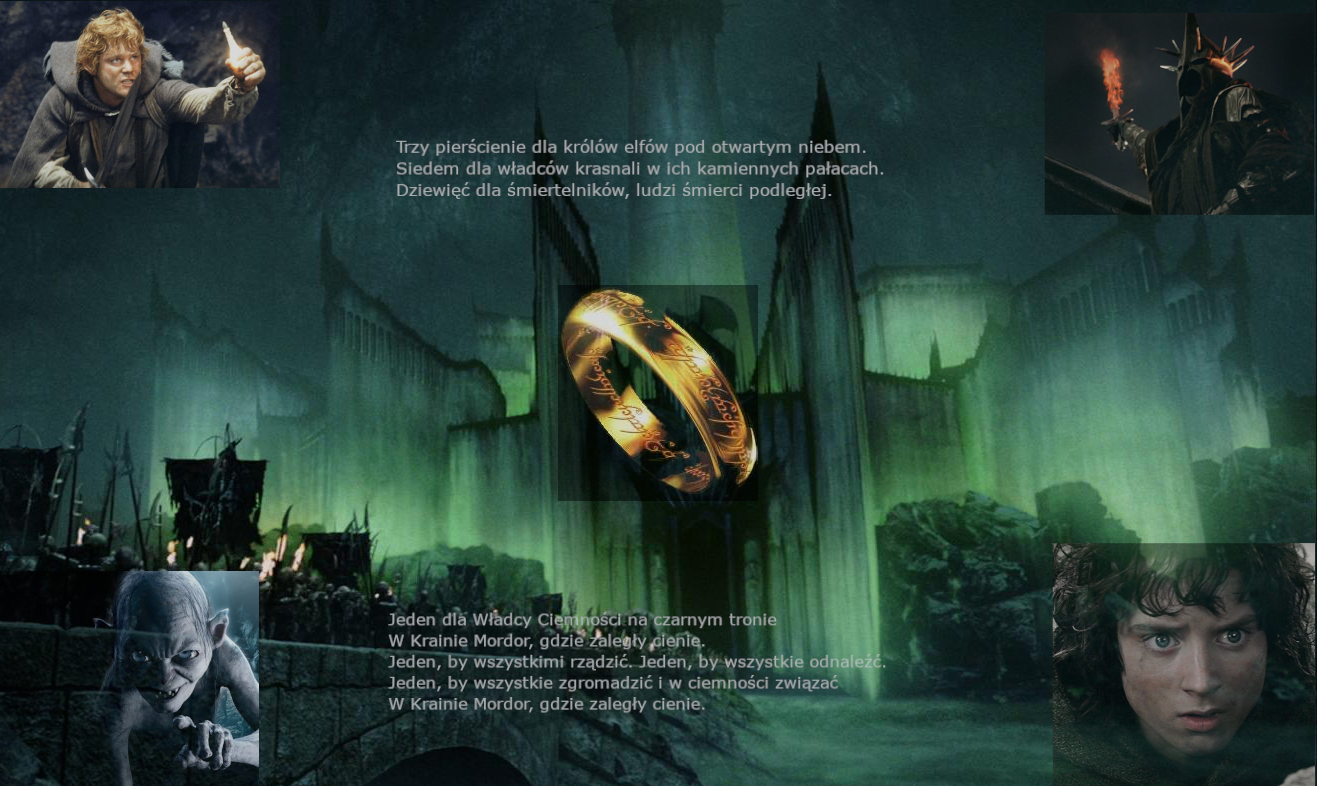 Trzy pierścienie dla królów elfów pod otwartym niebem.
Siedem dla władców krasnali w ich kamiennych pałacach.
Dziewięć dla śmiertelników, ludzi śmierci podległej.
Jeden dla Władcy Ciemności na czarnym tronie
W Krainie Mordor, gdzie zaległy cienie.
Jeden, by wszystkimi rządzić. Jeden, by wszystkie odnaleźć.
Jeden, by wszystkie zgromadzić i w ciemności związać
W Krainie Mordor, gdzie zaległy cienie.